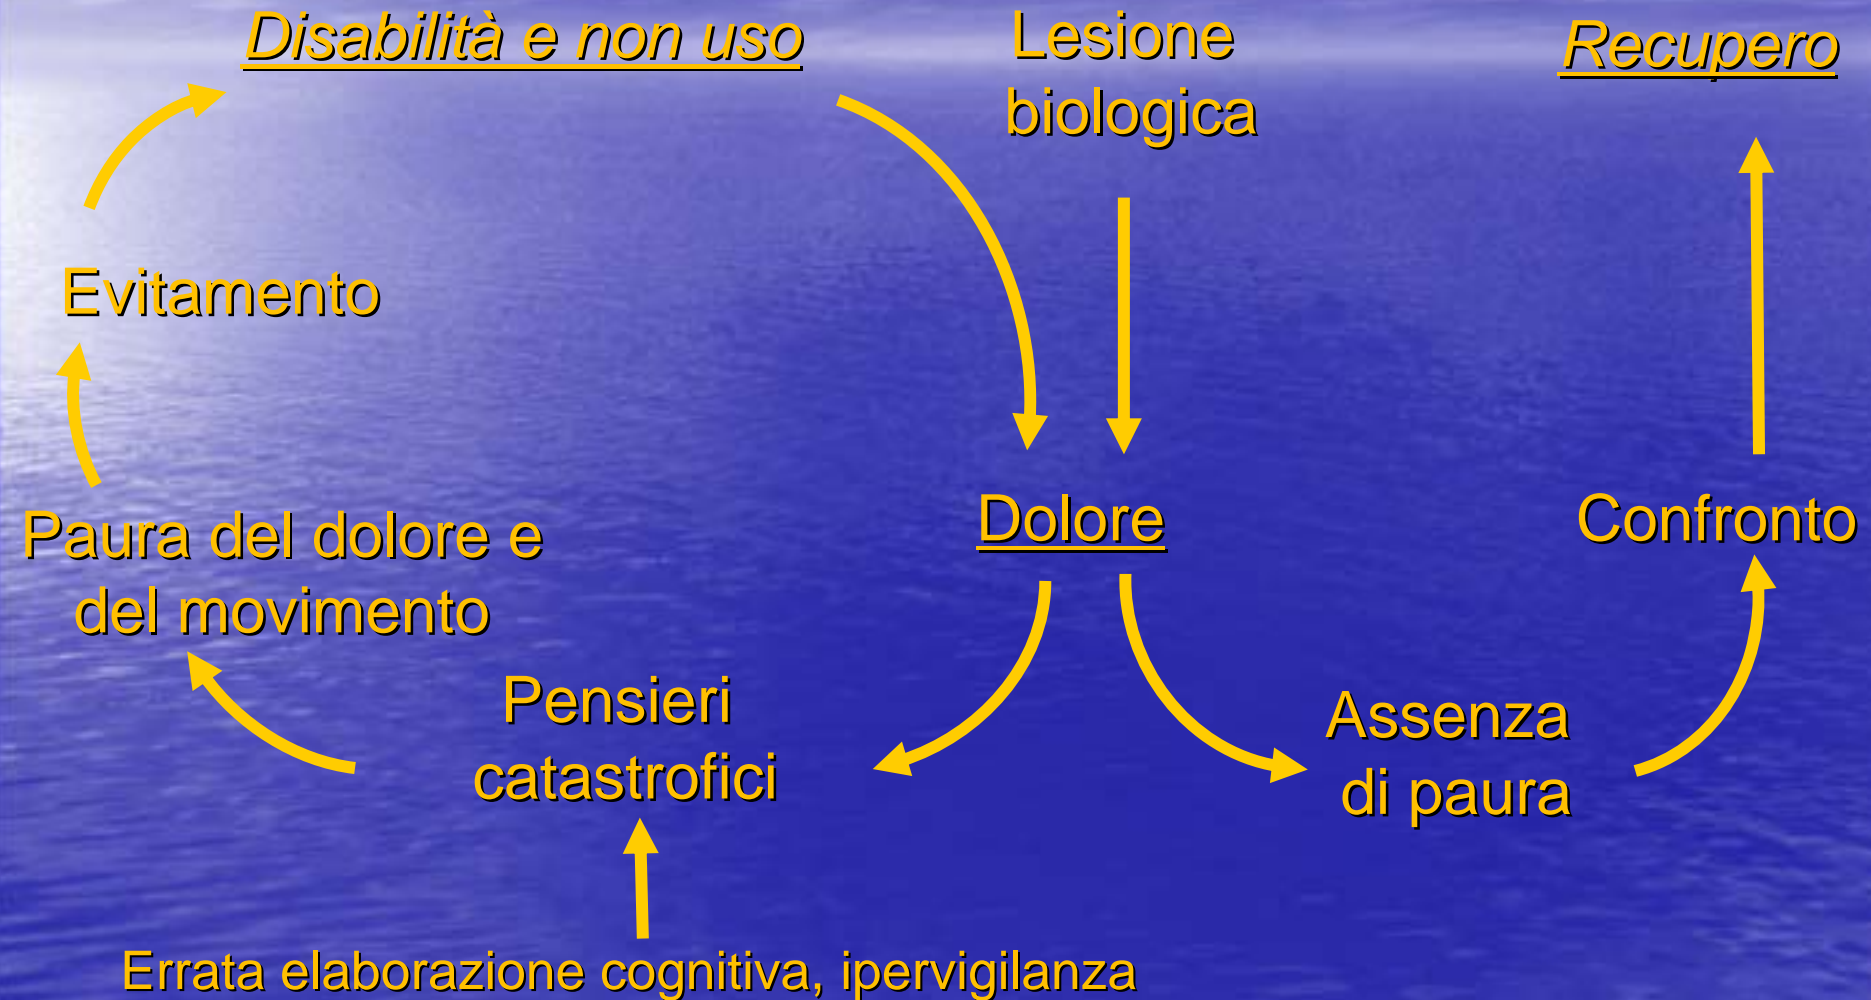 Disabilità e non uso
Lesione
biologica
Recupero
Evitamento
Paura del dolore e
del movimento
Dolore
Confronto
Pensieri
catastrofici
Assenza
di paura
Errata elaborazione cognitiva, ipervigilanza